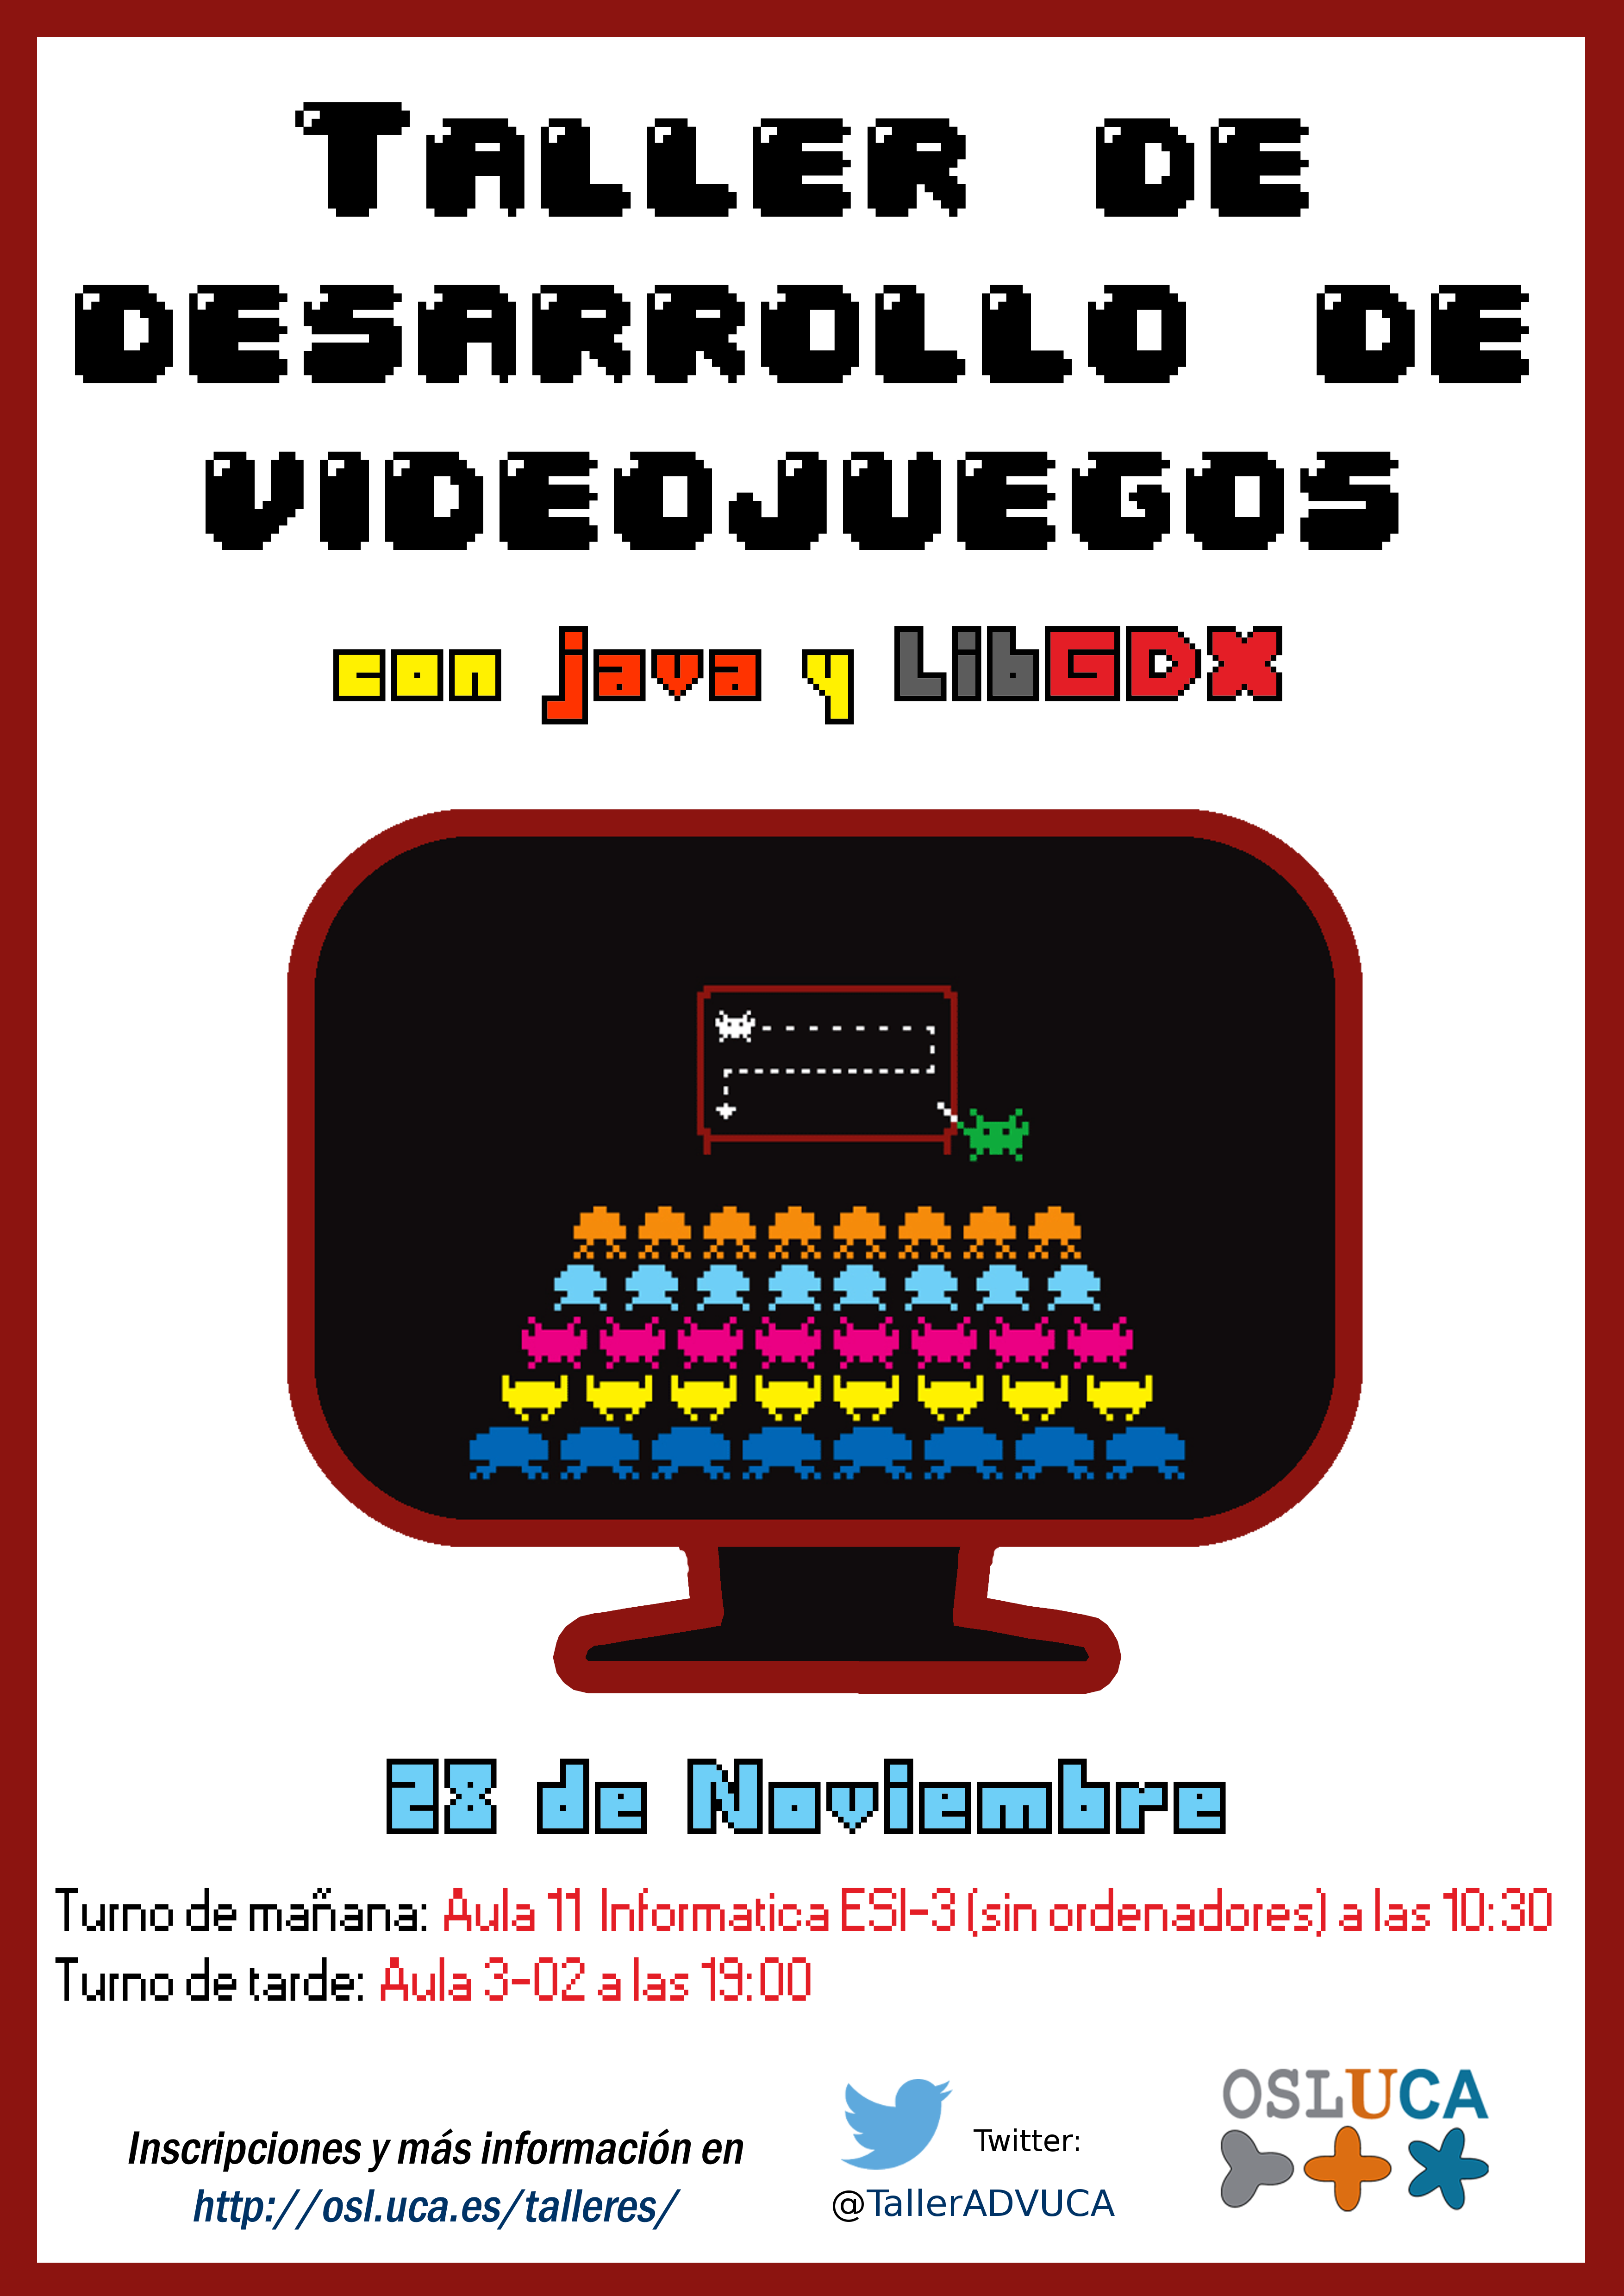 Taller de
desarrollo de
videojuegos
con java y LibGDX
28 de Noviembre
Turno de mañana: Aula 11 Informatica ESI-3 (sin ordenadores) a las 10:30
Turno de tarde: Aula 3-02 a las 19:00
Inscripciones y más información en
http://osl.uca.es/talleres/
Twitter:
@TallerADVUCA
OSLUCA